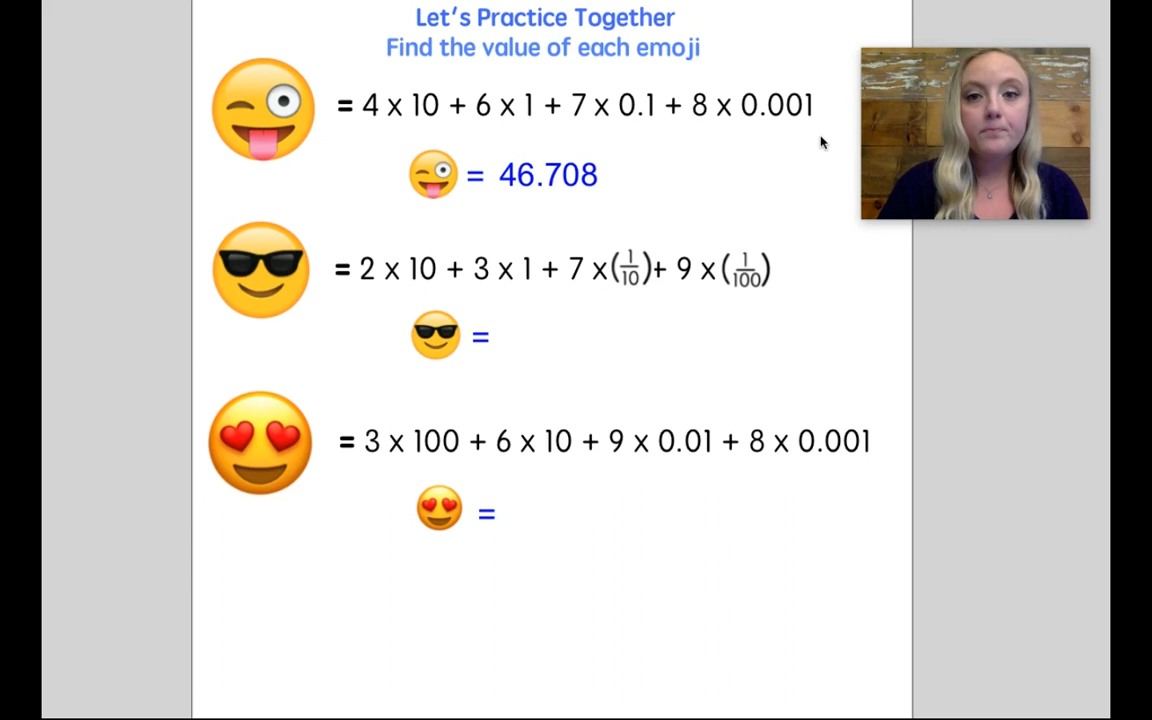 Let's Practice Together
Find the value of each emoji
= 4 x 10 + 6 x 1 + 7 x 0.1 + 8 x 0.001
= 46.708
= 2 x 10 + 3 x 1 + 7 x (1/10) + 9 x (1/100)
=
= 3 x 100 + 6 x 10 + 9 x 0.01 + 8 x 0.001
=